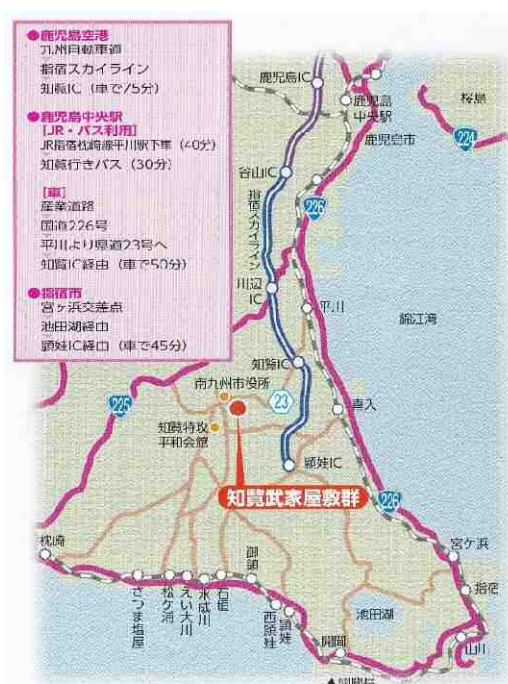 ●鹿児島空港
九州自動車道
指宿スカイライン
知覧IC（車で75分）
●鹿児島中央駅
[JR・バス利用]
JR指宿枕崎線平川駅下車（40分）
知覧行きバス（30分）
[車]
産業道路
国道226号
平川より県道23号へ
知覧IC経由（車で50分）
●指宿市
宮ヶ浜交差点
池田湖経由
頴娃IC経由（車で45分）
鹿児島IC
鹿児島
中央駅
桜島
鹿児島市
224
谷山IC
226
指宿スカイライン
川辺
IC
平川
錦江湾
知覧IC
南九州市役所
23
喜入
225
知覧特攻
平和会館
頴娃IC
知覧武家屋敷群
226
枕崎
宮ヶ浜
御領
指宿
さつま塩屋
松ヶ浦
えい大川
水成川
石垣
西頴娃
頴娃
池田湖
開聞
山川